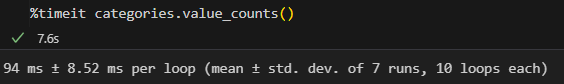 %timeit categories.value_counts()
✓ 7.6s
94 ms ± 8.52 ms per loop (mean ± std. dev. of 7 runs, 10 loops each)